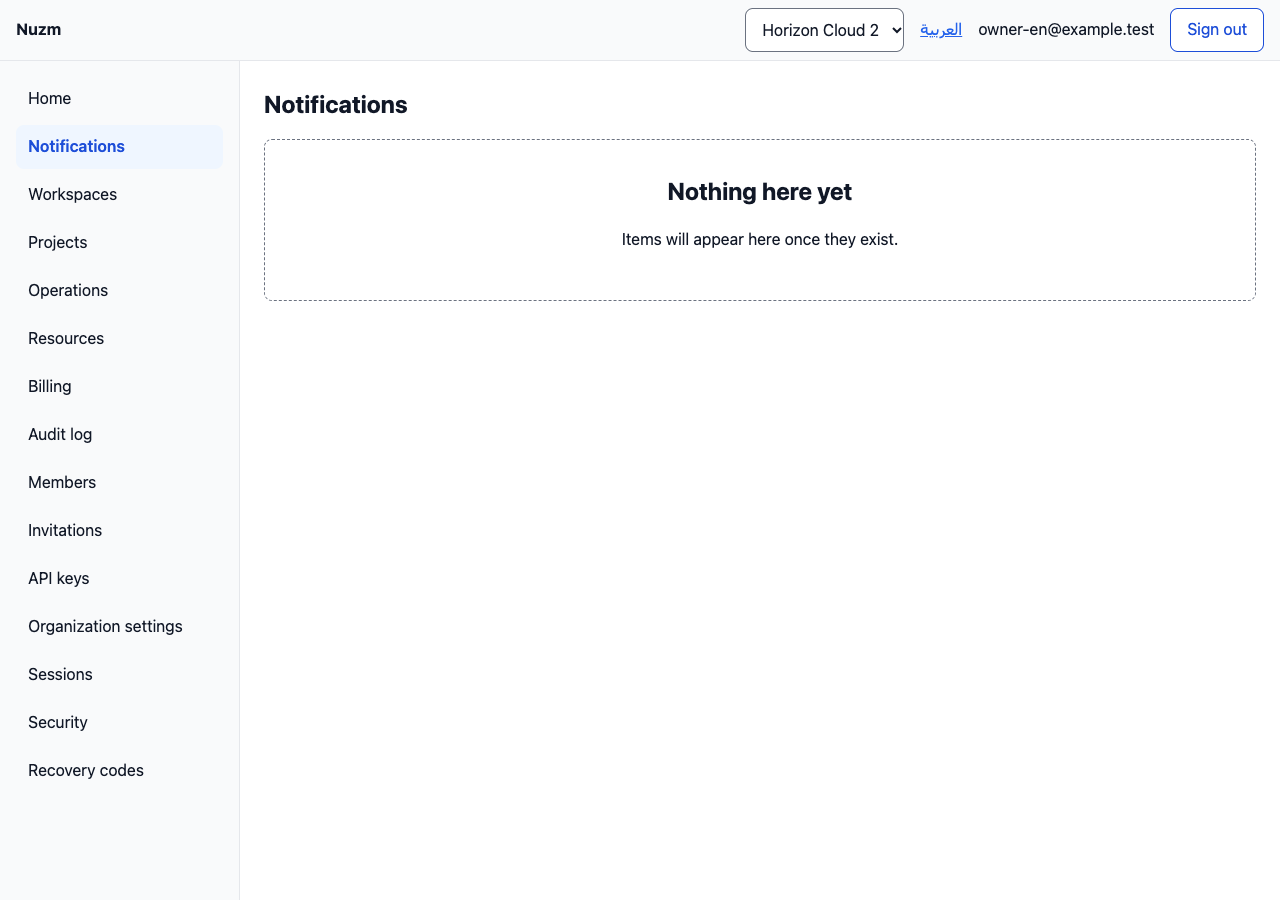 Nuzm
Horizon Cloud 2
العربية
owner-en@example.test
Sign out
Home
Notifications
Workspaces
Projects
Operations
Resources
Billing
Audit log
Members
Invitations
API keys
Organization settings
Sessions
Security
Recovery codes
Notifications
Nothing here yet
Items will appear here once they exist.